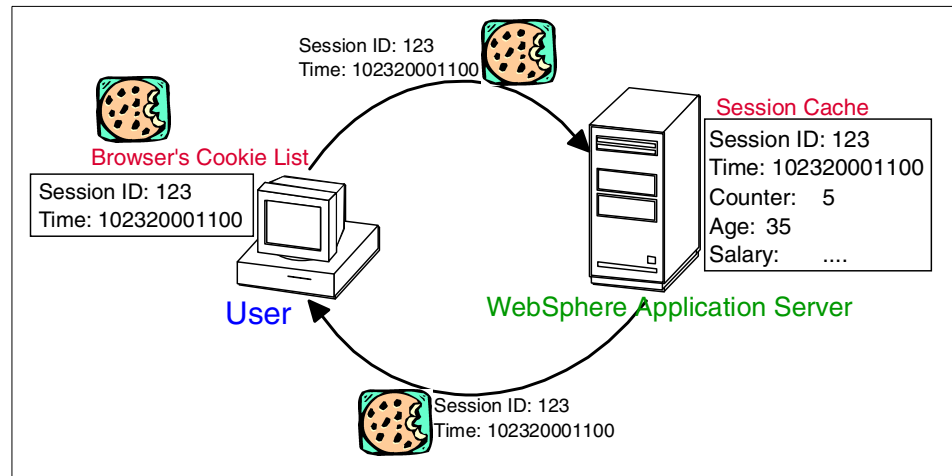 Session ID: 123
Time: 102320001100
Browser's Cookie List
Session ID: 123
Time: 102320001100
User
Session Cache
Session ID: 123
Time: 102320001100
Counter: 5
Age: 35
Salary: ....
WebSphere Application Server
Session ID: 123
Time: 102320001100